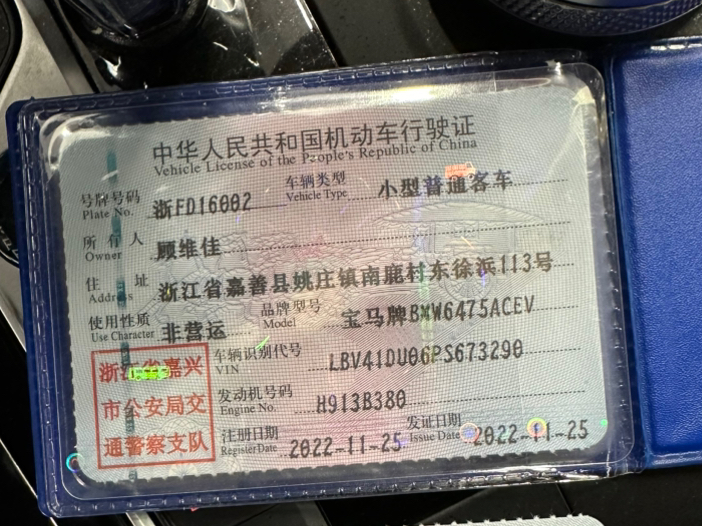 中华人民共和国机动车行驶证
Vehicle License of the People's Republic of China
号牌号码 浙FD16002 车辆类型 小型普通客车
Plate No. Vehicle Type
所有人 顾维佳
Owner
住址 浙江省嘉善县姚庄镇南鹿村东徐浜113号
Address
使用性质 非营运 品牌型号 宝马牌BMW6475ACEV
Use Character Model
浙江省嘉兴
市公安局交
通警察支队
车辆识别代号 LBV41DU06PS673290
VIN
发动机号码 H913B380
Engine No.
注册日期 2022-11-25 发证日期 2022-11-25
Register Date Issue Date